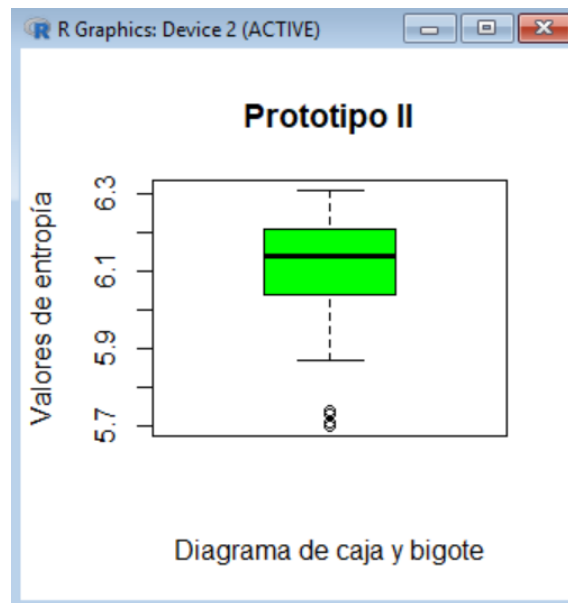 R Graphics: Device 2 (ACTIVE)
Prototipo II
Valores de entropía
6.3
6.1
5.9
5.7
Diagrama de caja y bigote